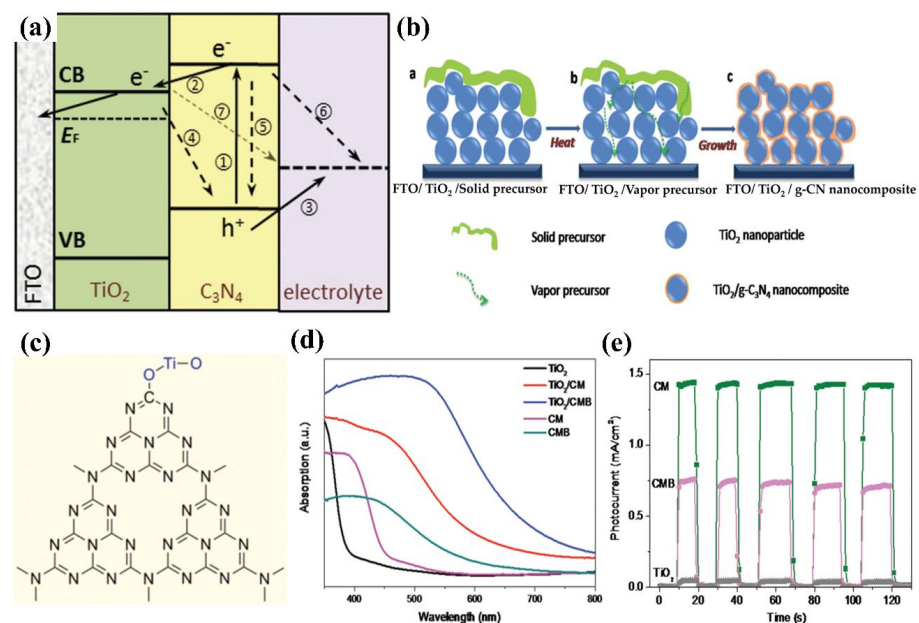 (a)
e⁻
CB
e⁻
②
⑦
⑥
E_F
④
⑤
①
③
h⁺
VB
FTO
TiO₂
C₃N₄
electrolyte
(b)
a
b
c
Heat
Growth
FTO/ TiO₂ /Solid precursor
FTO/ TiO₂ /Vapor precursor
FTO/ TiO₂ / g-CN nanocomposite
Solid precursor
TiO₂ nanoparticle
Vapor precursor
TiO₂/g-C₃N₄ nanocomposite
(c)
O-Ti-O
C
N N
N
N N N
N N
N N N N
N N
N N N N N N
N N N N
(d)
TiO₂
TiO₂/CM
TiO₂/CMB
CM
CMB
Absorption (a.u.)
400 500 600 700 800
Wavelength (nm)
(e)
1.5
CM
1.0
CMB
0.5
TiO₂
0.0
Photocurrent (mA/cm²)
0 20 40 60 80 100 120
Time (s)